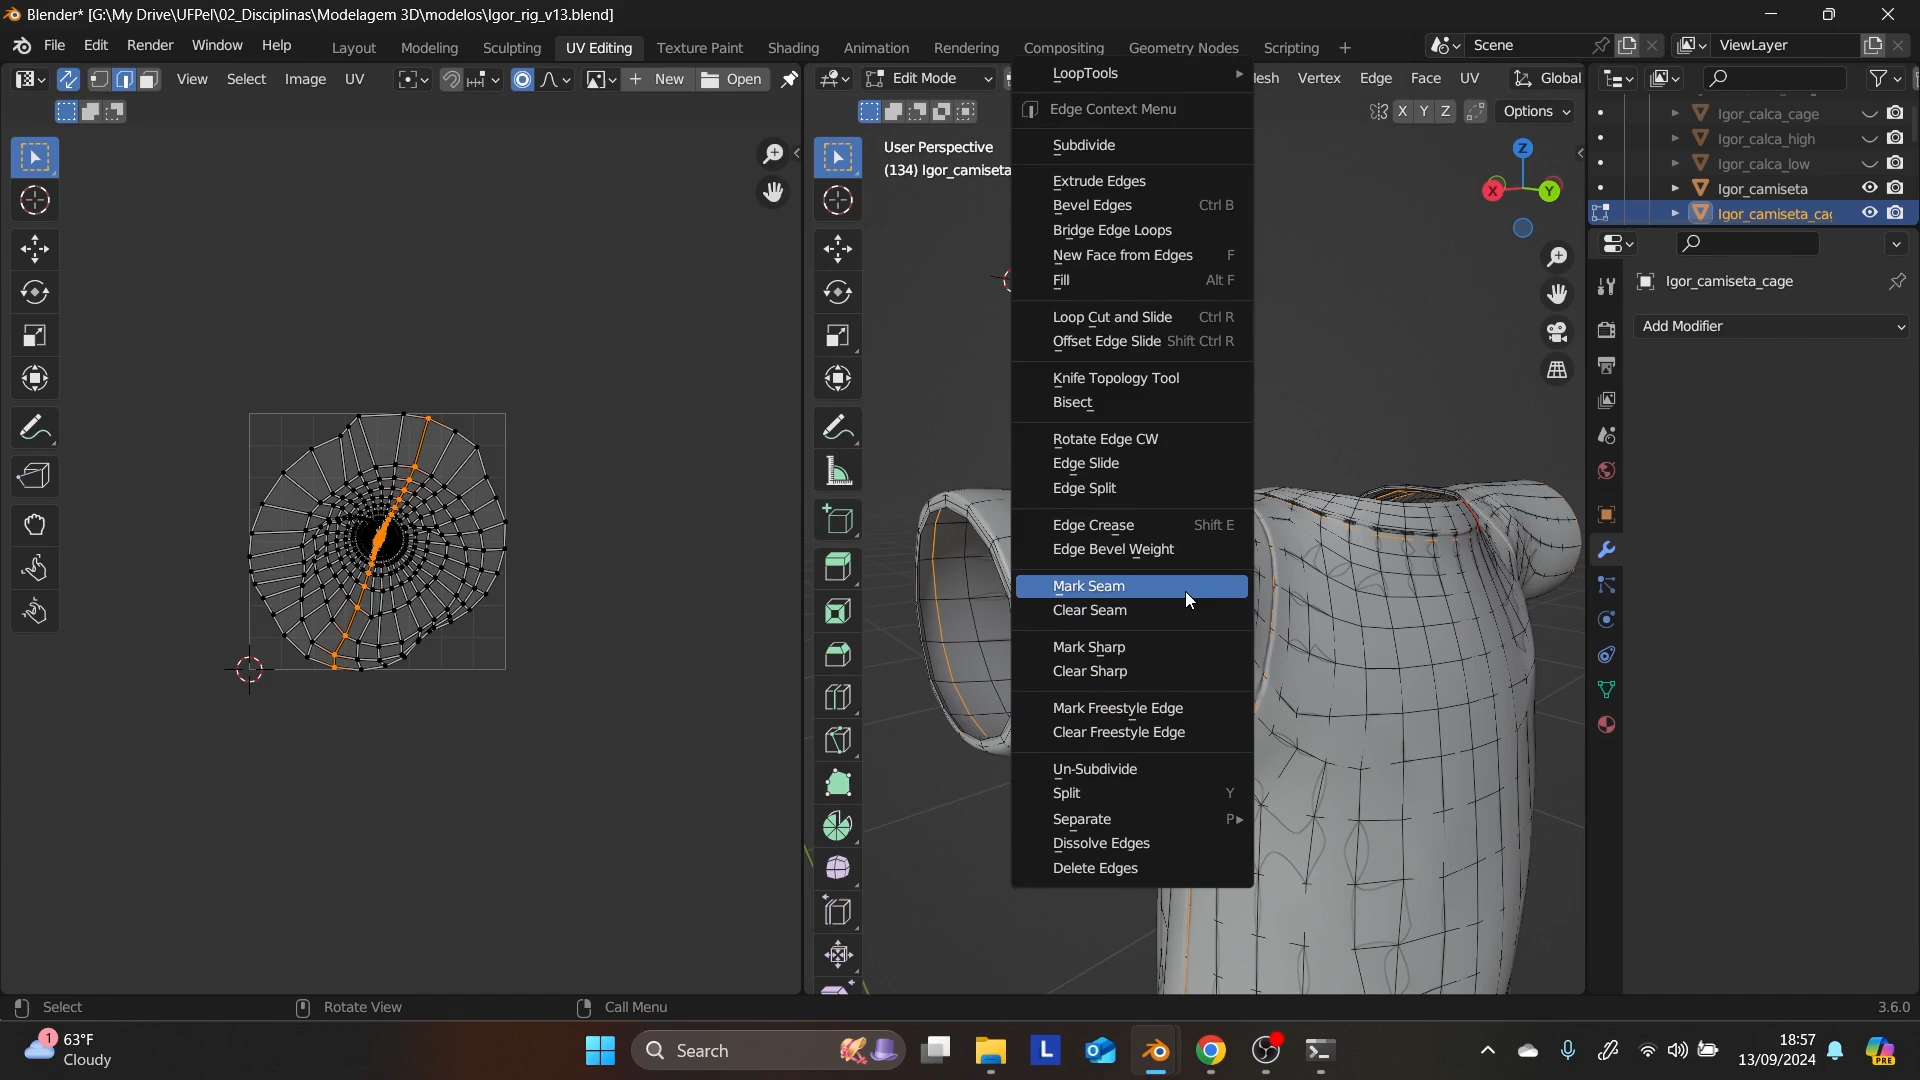 Blender* [G:\My Drive\UFPel\02_Disciplinas\Modelagem 3D\modelos\Igor_rig_v13.blend]
File Edit Render Window Help Layout Modeling Sculpting UV Editing Texture Paint Shading Animation Rendering Compositing Geometry Nodes Scripting + Scene ViewLayer
View Select Image UV New Open Edit Mode Vertex Edge Face UV Global
X Y Z Options
User Perspective
(134) Igor_camiseta
LoopTools
Edge Context Menu
Subdivide
Extrude Edges
Bevel Edges Ctrl B
Bridge Edge Loops
New Face from Edges F
Fill Alt F
Loop Cut and Slide Ctrl R
Offset Edge Slide Shift Ctrl R
Knife Topology Tool
Bisect
Rotate Edge CW
Edge Slide
Edge Split
Edge Crease Shift E
Edge Bevel Weight
Mark Seam
Clear Seam
Mark Sharp
Clear Sharp
Mark Freestyle Edge
Clear Freestyle Edge
Un-Subdivide
Split Y
Separate P
Dissolve Edges
Delete Edges
Z
X Y
Igor_calca_cage
Igor_calca_high
Igor_calca_low
Igor_camiseta
Igor_camiseta_ca
Igor_camiseta_cage
Add Modifier
Select Rotate View Call Menu 3.6.0
1 63°F
Cloudy
Search
L
18:57
13/09/2024
PRE